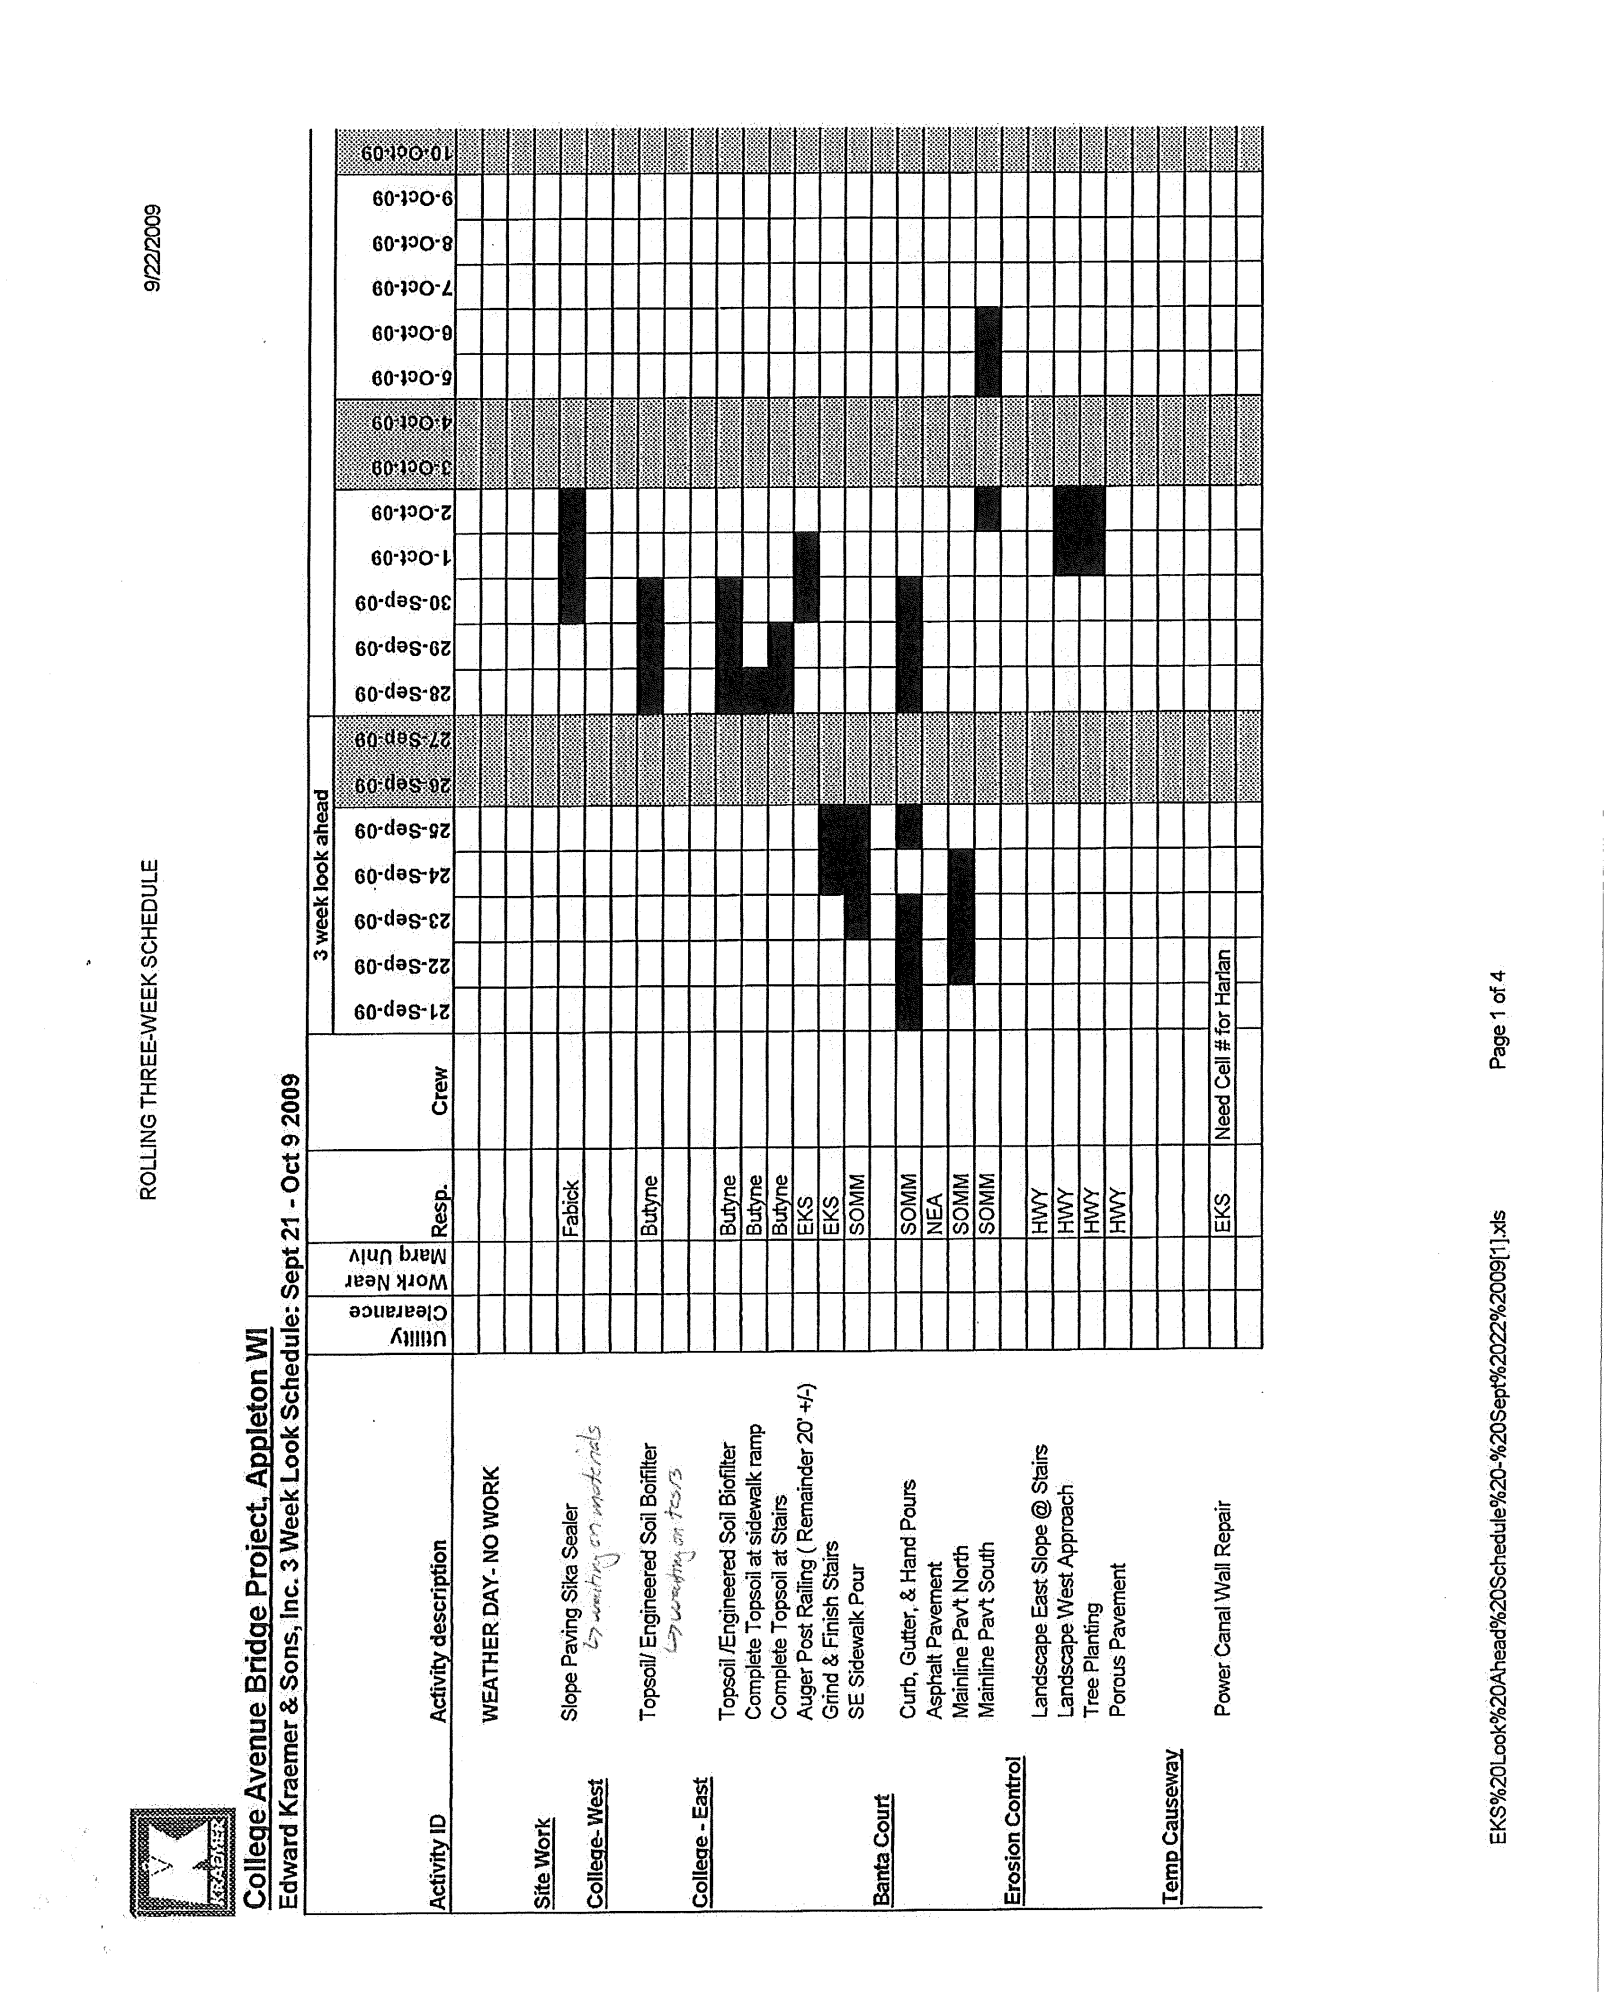 ROLLING THREE-WEEK SCHEDULE
9/22/2009
KRAEMER
College Avenue Bridge Project, Appleton WI
Edward Kraemer & Sons, Inc. 3 Week Look Schedule: Sept 21 - Oct 9 2009
3 week look ahead
Activity ID Activity description Utility Clearance Work Near Marq Univ Resp. Crew 21-Sep-09 22-Sep-09 23-Sep-09 24-Sep-09 25-Sep-09 26-Sep-09 27-Sep-09 28-Sep-09 29-Sep-09 30-Sep-09 1-Oct-09 2-Oct-09 3-Oct-09 4-Oct-09 5-Oct-09 6-Oct-09 7-Oct-09 8-Oct-09 9-Oct-09 10-Oct-09
WEATHER DAY- NO WORK
Site Work
Slope Paving Sika Sealer Fabick
College- West
waiting on materials
Topsoil/ Engineered Soil Boifilter Butyne
waiting on tests
College - East
Topsoil /Engineered Soil Biofilter Butyne
Complete Topsoil at sidewalk ramp Butyne
Complete Topsoil at Stairs Butyne
Auger Post Railing ( Remainder 20' +/-) EKS
Grind & Finish Stairs EKS
SE Sidewalk Pour SOMM
Banta Court
Curb, Gutter, & Hand Pours SOMM
Asphalt Pavement NEA
Mainline Pav't North SOMM
Mainline Pav't South SOMM
Erosion Control
Landscape East Slope @ Stairs HWY
Landscape West Approach HWY
Tree Planting HWY
Porous Pavement HWY
Temp Causeway
Power Canal Wall Repair EKS Need Cell # for Harlan
EKS%20Look%20Ahead%20Schedule%20-%20Sept%2022%2009[1].xls
Page 1 of 4